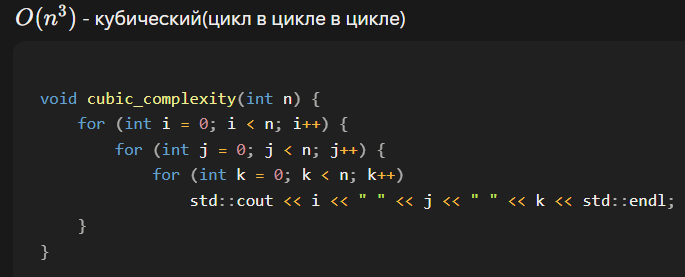 O(n³) - кубический(цикл в цикле в цикле)
void cubic_complexity(int n) {
    for (int i = 0; i < n; i++) {
        for (int j = 0; j < n; j++) {
            for (int k = 0; k < n; k++)
                std::cout << i << " " << j << " " << k << std::endl;
    }
}